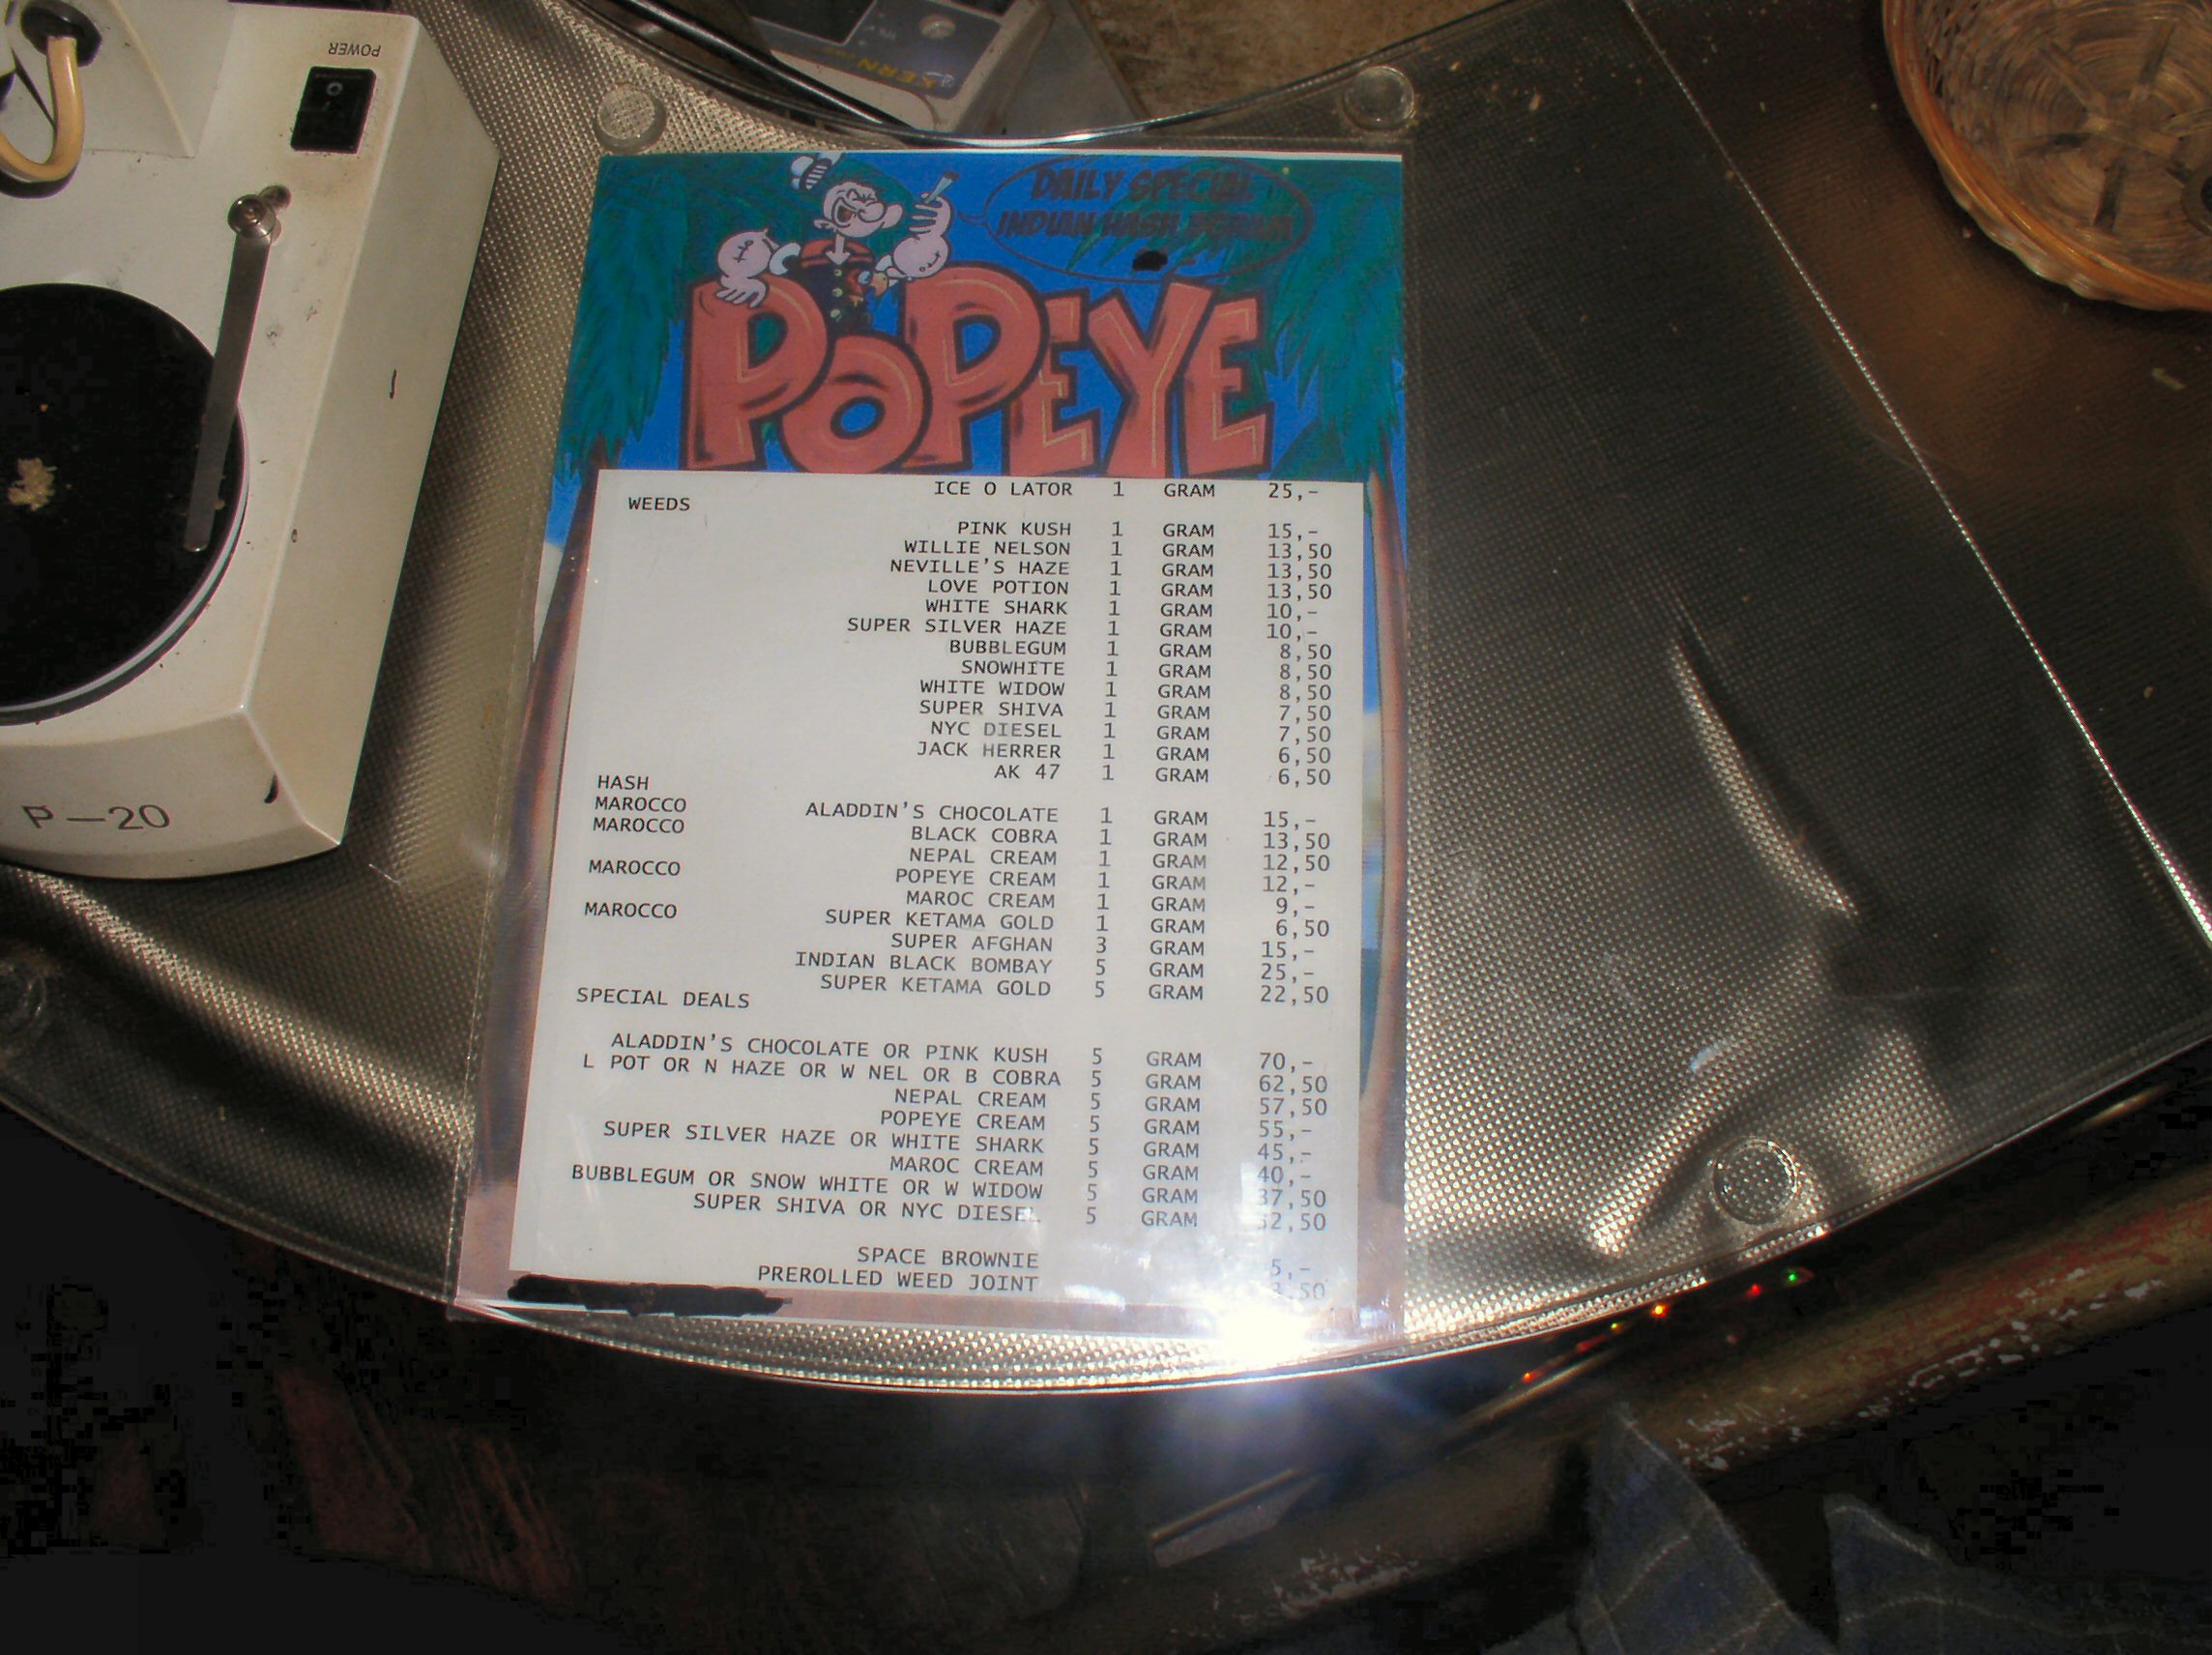 POWER
DAILY SPECIAL
INDIAN HASH
POPEYE
ICE O LATOR 1 GRAM 25,-
WEEDS
PINK KUSH 1 GRAM 15,-
WILLIE NELSON 1 GRAM 13,50
NEVILLE'S HAZE 1 GRAM 13,50
LOVE POTION 1 GRAM 13,50
WHITE SHARK 1 GRAM 10,-
SUPER SILVER HAZE 1 GRAM 10,-
BUBBLEGUM 1 GRAM 8,50
SNOWHITE 1 GRAM 8,50
WHITE WIDOW 1 GRAM 8,50
SUPER SHIVA 1 GRAM 7,50
NYC DIESEL 1 GRAM 7,50
JACK HERRER 1 GRAM 6,50
AK 47 1 GRAM 6,50
HASH
MAROCCO ALADDIN'S CHOCOLATE 1 GRAM 15,-
MAROCCO BLACK COBRA 1 GRAM 13,50
NEPAL CREAM 1 GRAM 12,50
MAROCCO POPEYE CREAM 1 GRAM 12,-
MAROC CREAM 1 GRAM 9,-
MAROCCO SUPER KETAMA GOLD 1 GRAM 6,50
SUPER AFGHAN 3 GRAM 15,-
INDIAN BLACK BOMBAY 5 GRAM 25,-
SUPER KETAMA GOLD 5 GRAM 22,50
SPECIAL DEALS
ALADDIN'S CHOCOLATE OR PINK KUSH 5 GRAM 70,-
L POT OR N HAZE OR W NEL OR B COBRA 5 GRAM 62,50
NEPAL CREAM 5 GRAM 57,50
POPEYE CREAM 5 GRAM 55,-
SUPER SILVER HAZE OR WHITE SHARK 5 GRAM 45,-
MAROC CREAM 5 GRAM 40,-
BUBBLEGUM OR SNOW WHITE OR W WIDOW 5 GRAM 37,50
SUPER SHIVA OR NYC DIESEL 5 GRAM 32,50
SPACE BROWNIE 5,-
PREROLLED WEED JOINT 3,50
P-20